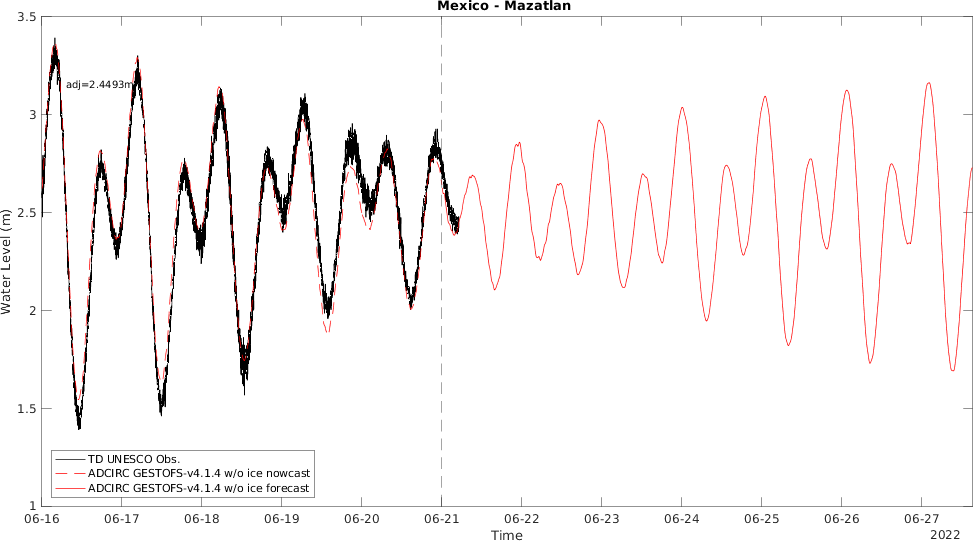 Mexico - Mazatlan
3.5
3
2.5
2
1.5
1
Water Level (m)
adj=2.4493m
TD UNESCO Obs.
ADCIRC GESTOFS-v4.1.4 w/o ice nowcast
ADCIRC GESTOFS-v4.1.4 w/o ice forecast
06-16 06-17 06-18 06-19 06-20 06-21 06-22 06-23 06-24 06-25 06-26 06-27
Time
2022